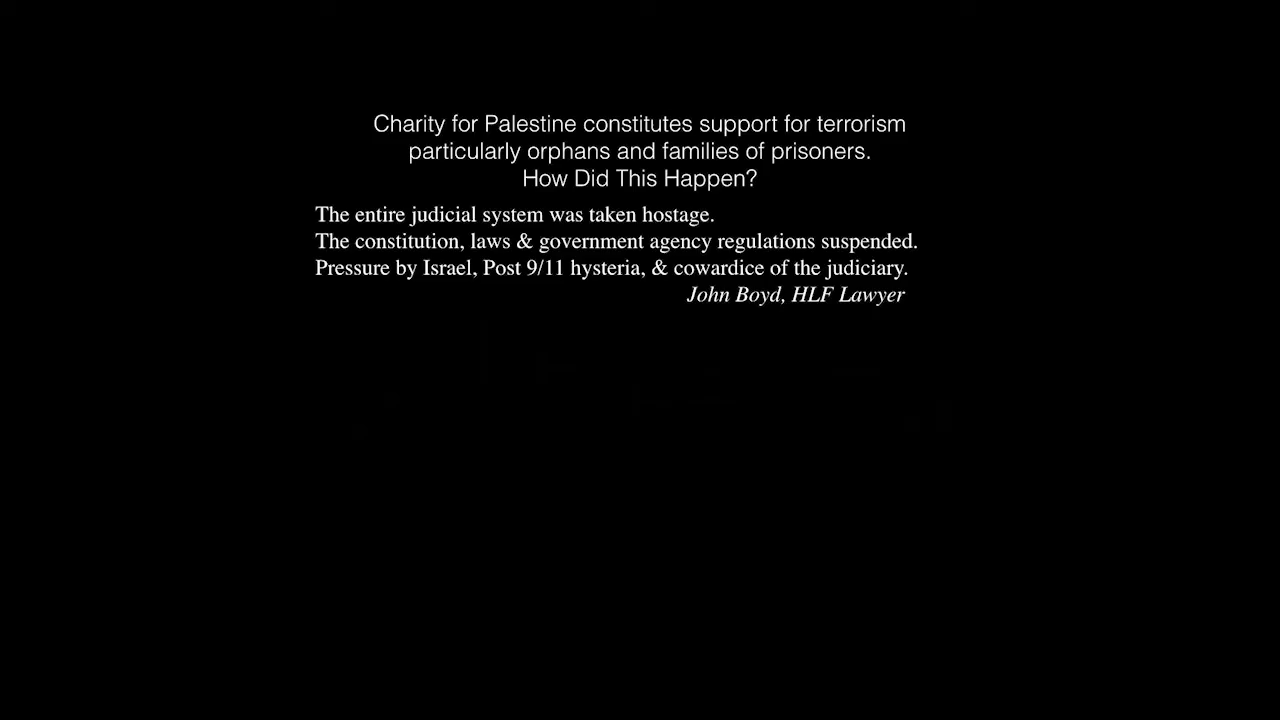 Charity for Palestine constitutes support for terrorism
particularly orphans and families of prisoners.
How Did This Happen?
The entire judicial system was taken hostage.
The constitution, laws & government agency regulations suspended.
Pressure by Israel, Post 9/11 hysteria, & cowardice of the judiciary.
John Boyd, HLF Lawyer